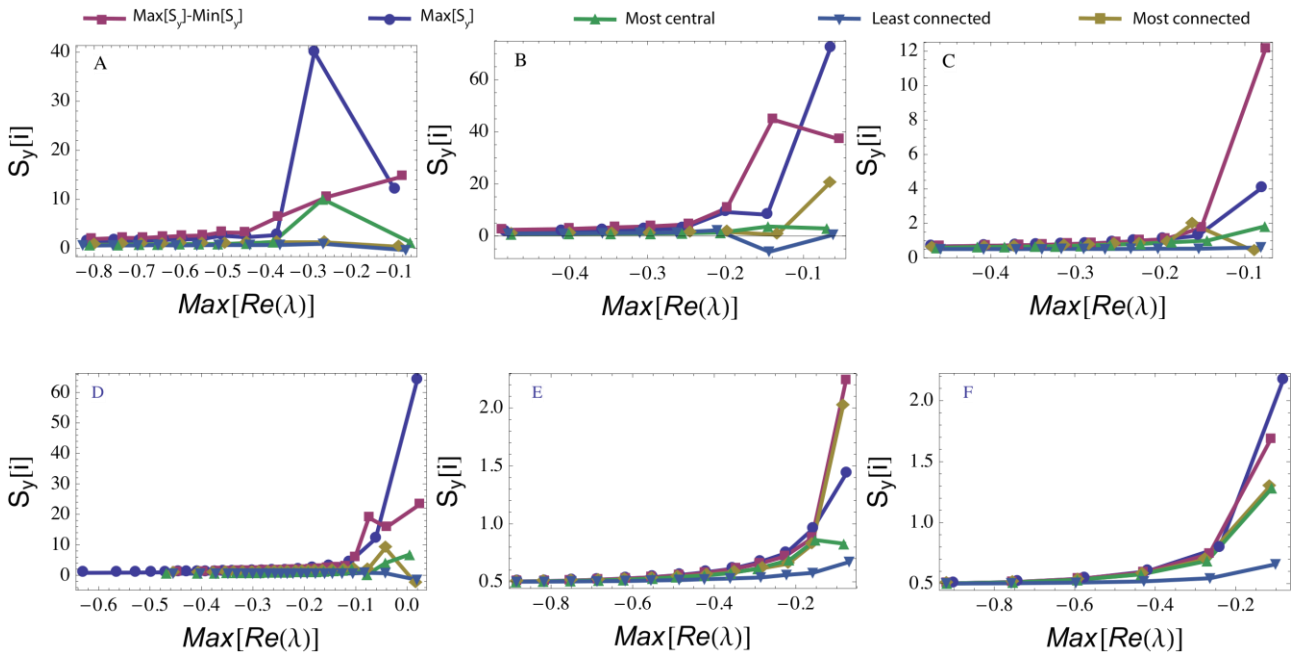 Max[Sy]-Min[Sy] Max[Sy] Most central Least connected Most connected
A
Sy[i]
40
30
20
10
0
−0.8 −0.7 −0.6 −0.5 −0.4 −0.3 −0.2 −0.1
Max[Re(λ)]
B
Sy[i]
60
40
20
0
−0.4 −0.3 −0.2 −0.1
Max[Re(λ)]
C
Sy[i]
12
10
8
6
4
2
0
−0.4 −0.3 −0.2 −0.1
Max[Re(λ)]
D
Sy[i]
60
50
40
30
20
10
0
−0.6 −0.5 −0.4 −0.3 −0.2 −0.1 0.0
Max[Re(λ)]
E
Sy[i]
2.0
1.5
1.0
0.5
−0.8 −0.6 −0.4 −0.2
Max[Re(λ)]
F
Sy[i]
2.0
1.5
1.0
0.5
−0.8 −0.6 −0.4 −0.2
Max[Re(λ)]